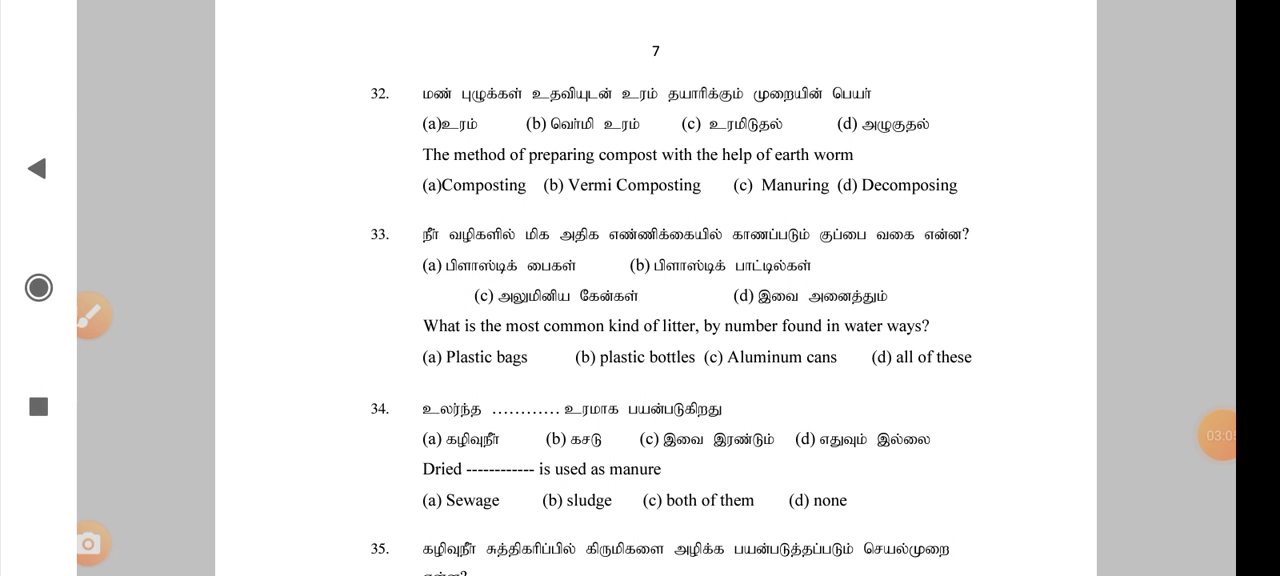 7
32. மண் புழுக்கள் உதவியுடன் உரம் தயாரிக்கும் முறையின் பெயர்
(a)உரம் (b) வெர்மி உரம் (c) உரமிடுதல் (d) அழுகுதல்
The method of preparing compost with the help of earth worm
(a)Composting (b) Vermi Composting (c) Manuring (d) Decomposing
33. நீர் வழிகளில் மிக அதிக எண்ணிக்கையில் காணப்படும் குப்பை வகை என்ன?
(a) பிளாஸ்டிக் பைகள் (b) பிளாஸ்டிக் பாட்டில்கள்
(c) அலுமினிய கேன்கள் (d) இவை அனைத்தும்
What is the most common kind of litter, by number found in water ways?
(a) Plastic bags (b) plastic bottles (c) Aluminum cans (d) all of these
34. உலர்ந்த ………… உரமாக பயன்படுகிறது
(a) கழிவுநீர் (b) கசடு (c) இவை இரண்டும் (d) எதுவும் இல்லை
Dried ------------ is used as manure
(a) Sewage (b) sludge (c) both of them (d) none
03:05
35. கழிவுநீர் சுத்திகரிப்பில் கிருமிகளை அழிக்க பயன்படுத்தப்படும் செயல்முறை
என்ன?